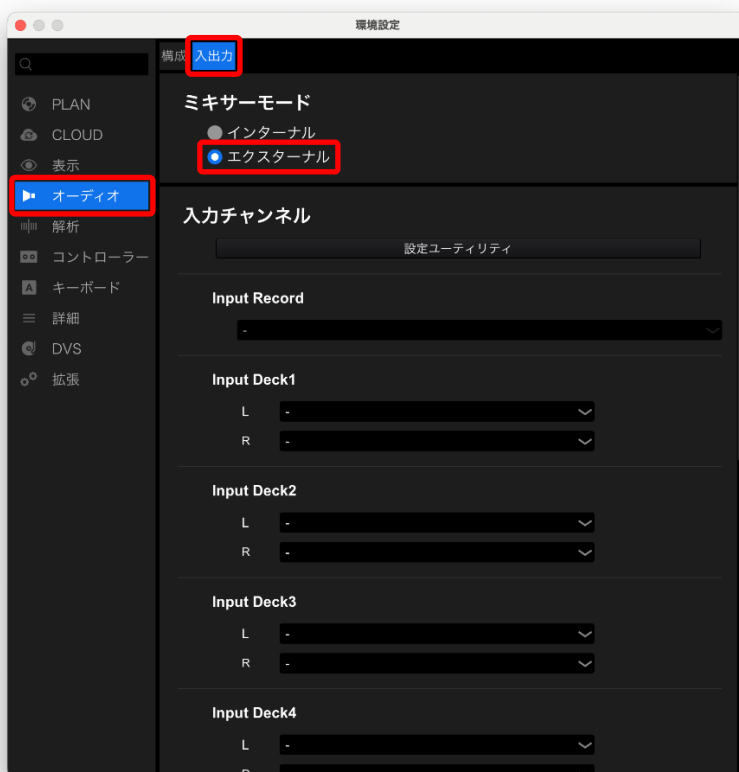 環境設定
構成 入出力
PLAN
CLOUD
表示
オーディオ
解析
コントローラー
キーボード
詳細
DVS
拡張
ミキサーモード
インターナル
エクスターナル
入力チャンネル
設定ユーティリティ
Input Record
-
Input Deck1
L -
R -
Input Deck2
L -
R -
Input Deck3
L -
R -
Input Deck4
L -